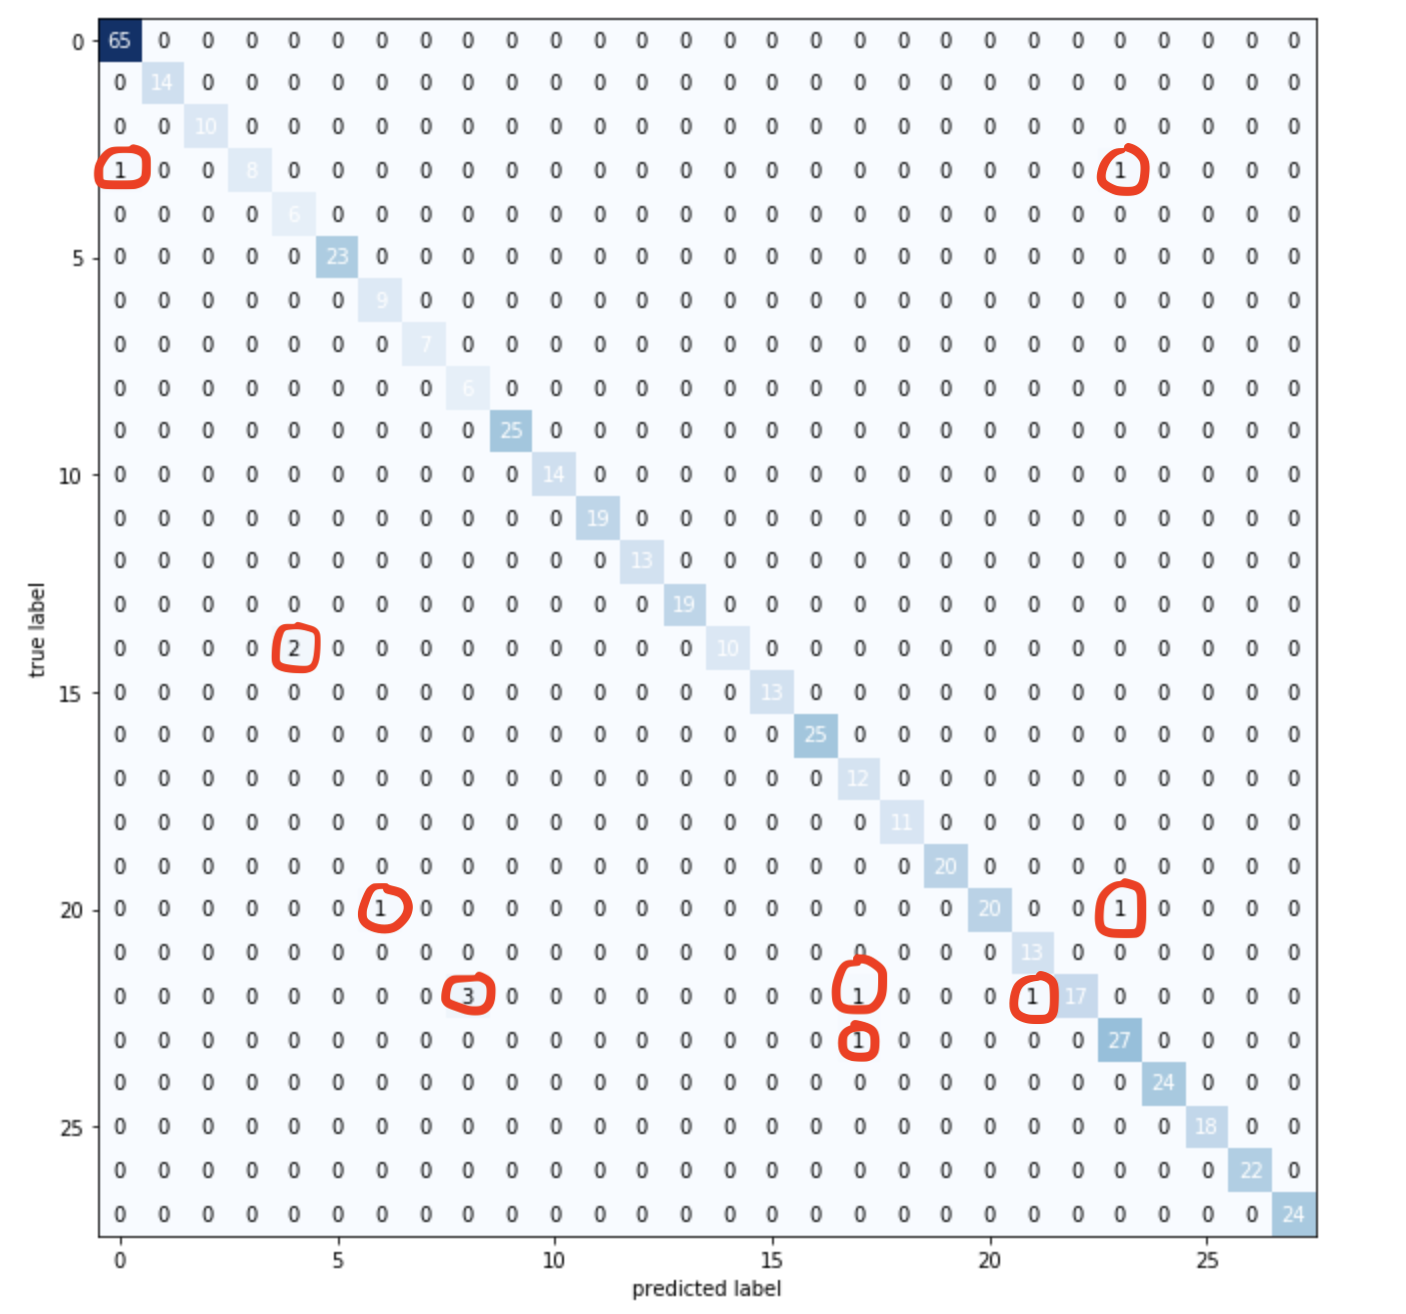 0 65 0 0 0 0 0 0 0 0 0 0 0 0 0 0 0 0 0 0 0 0 0 0 0 0 0 0 0
0 14 0 0 0 0 0 0 0 0 0 0 0 0 0 0 0 0 0 0 0 0 0 0 0 0 0 0
0 0 10 0 0 0 0 0 0 0 0 0 0 0 0 0 0 0 0 0 0 0 0 0 0 0 0 0
1 0 0 8 0 0 0 0 0 0 0 0 0 0 0 0 0 0 0 0 0 0 0 1 0 0 0 0
0 0 0 0 6 0 0 0 0 0 0 0 0 0 0 0 0 0 0 0 0 0 0 0 0 0 0 0
5 0 0 0 0 0 23 0 0 0 0 0 0 0 0 0 0 0 0 0 0 0 0 0 0 0 0 0 0
0 0 0 0 0 0 9 0 0 0 0 0 0 0 0 0 0 0 0 0 0 0 0 0 0 0 0 0
0 0 0 0 0 0 0 7 0 0 0 0 0 0 0 0 0 0 0 0 0 0 0 0 0 0 0 0
0 0 0 0 0 0 0 0 6 0 0 0 0 0 0 0 0 0 0 0 0 0 0 0 0 0 0 0
0 0 0 0 0 0 0 0 0 25 0 0 0 0 0 0 0 0 0 0 0 0 0 0 0 0 0 0
10 0 0 0 0 0 0 0 0 0 0 14 0 0 0 0 0 0 0 0 0 0 0 0 0 0 0 0 0
0 0 0 0 0 0 0 0 0 0 0 19 0 0 0 0 0 0 0 0 0 0 0 0 0 0 0 0
0 0 0 0 0 0 0 0 0 0 0 0 13 0 0 0 0 0 0 0 0 0 0 0 0 0 0 0
0 0 0 0 0 0 0 0 0 0 0 0 0 19 0 0 0 0 0 0 0 0 0 0 0 0 0 0
true label
0 0 0 0 2 0 0 0 0 0 0 0 0 0 10 0 0 0 0 0 0 0 0 0 0 0 0 0
15 0 0 0 0 0 0 0 0 0 0 0 0 0 0 0 13 0 0 0 0 0 0 0 0 0 0 0 0
0 0 0 0 0 0 0 0 0 0 0 0 0 0 0 0 25 0 0 0 0 0 0 0 0 0 0 0
0 0 0 0 0 0 0 0 0 0 0 0 0 0 0 0 0 12 0 0 0 0 0 0 0 0 0 0
0 0 0 0 0 0 0 0 0 0 0 0 0 0 0 0 0 0 11 0 0 0 0 0 0 0 0 0
0 0 0 0 0 0 0 0 0 0 0 0 0 0 0 0 0 0 0 20 0 0 0 0 0 0 0 0
20 0 0 0 0 0 0 1 0 0 0 0 0 0 0 0 0 0 0 0 0 20 0 0 1 0 0 0 0
0 0 0 0 0 0 0 0 0 0 0 0 0 0 0 0 0 0 0 0 0 13 0 0 0 0 0 0
0 0 0 0 0 0 0 0 3 0 0 0 0 0 0 0 0 1 0 0 0 1 17 0 0 0 0 0
0 0 0 0 0 0 0 0 0 0 0 0 0 0 0 0 0 1 0 0 0 0 0 27 0 0 0 0
0 0 0 0 0 0 0 0 0 0 0 0 0 0 0 0 0 0 0 0 0 0 0 0 24 0 0 0
25 0 0 0 0 0 0 0 0 0 0 0 0 0 0 0 0 0 0 0 0 0 0 0 0 0 18 0 0
0 0 0 0 0 0 0 0 0 0 0 0 0 0 0 0 0 0 0 0 0 0 0 0 0 0 22 0
0 0 0 0 0 0 0 0 0 0 0 0 0 0 0 0 0 0 0 0 0 0 0 0 0 0 0 24
0 5 10 15 20 25
predicted label